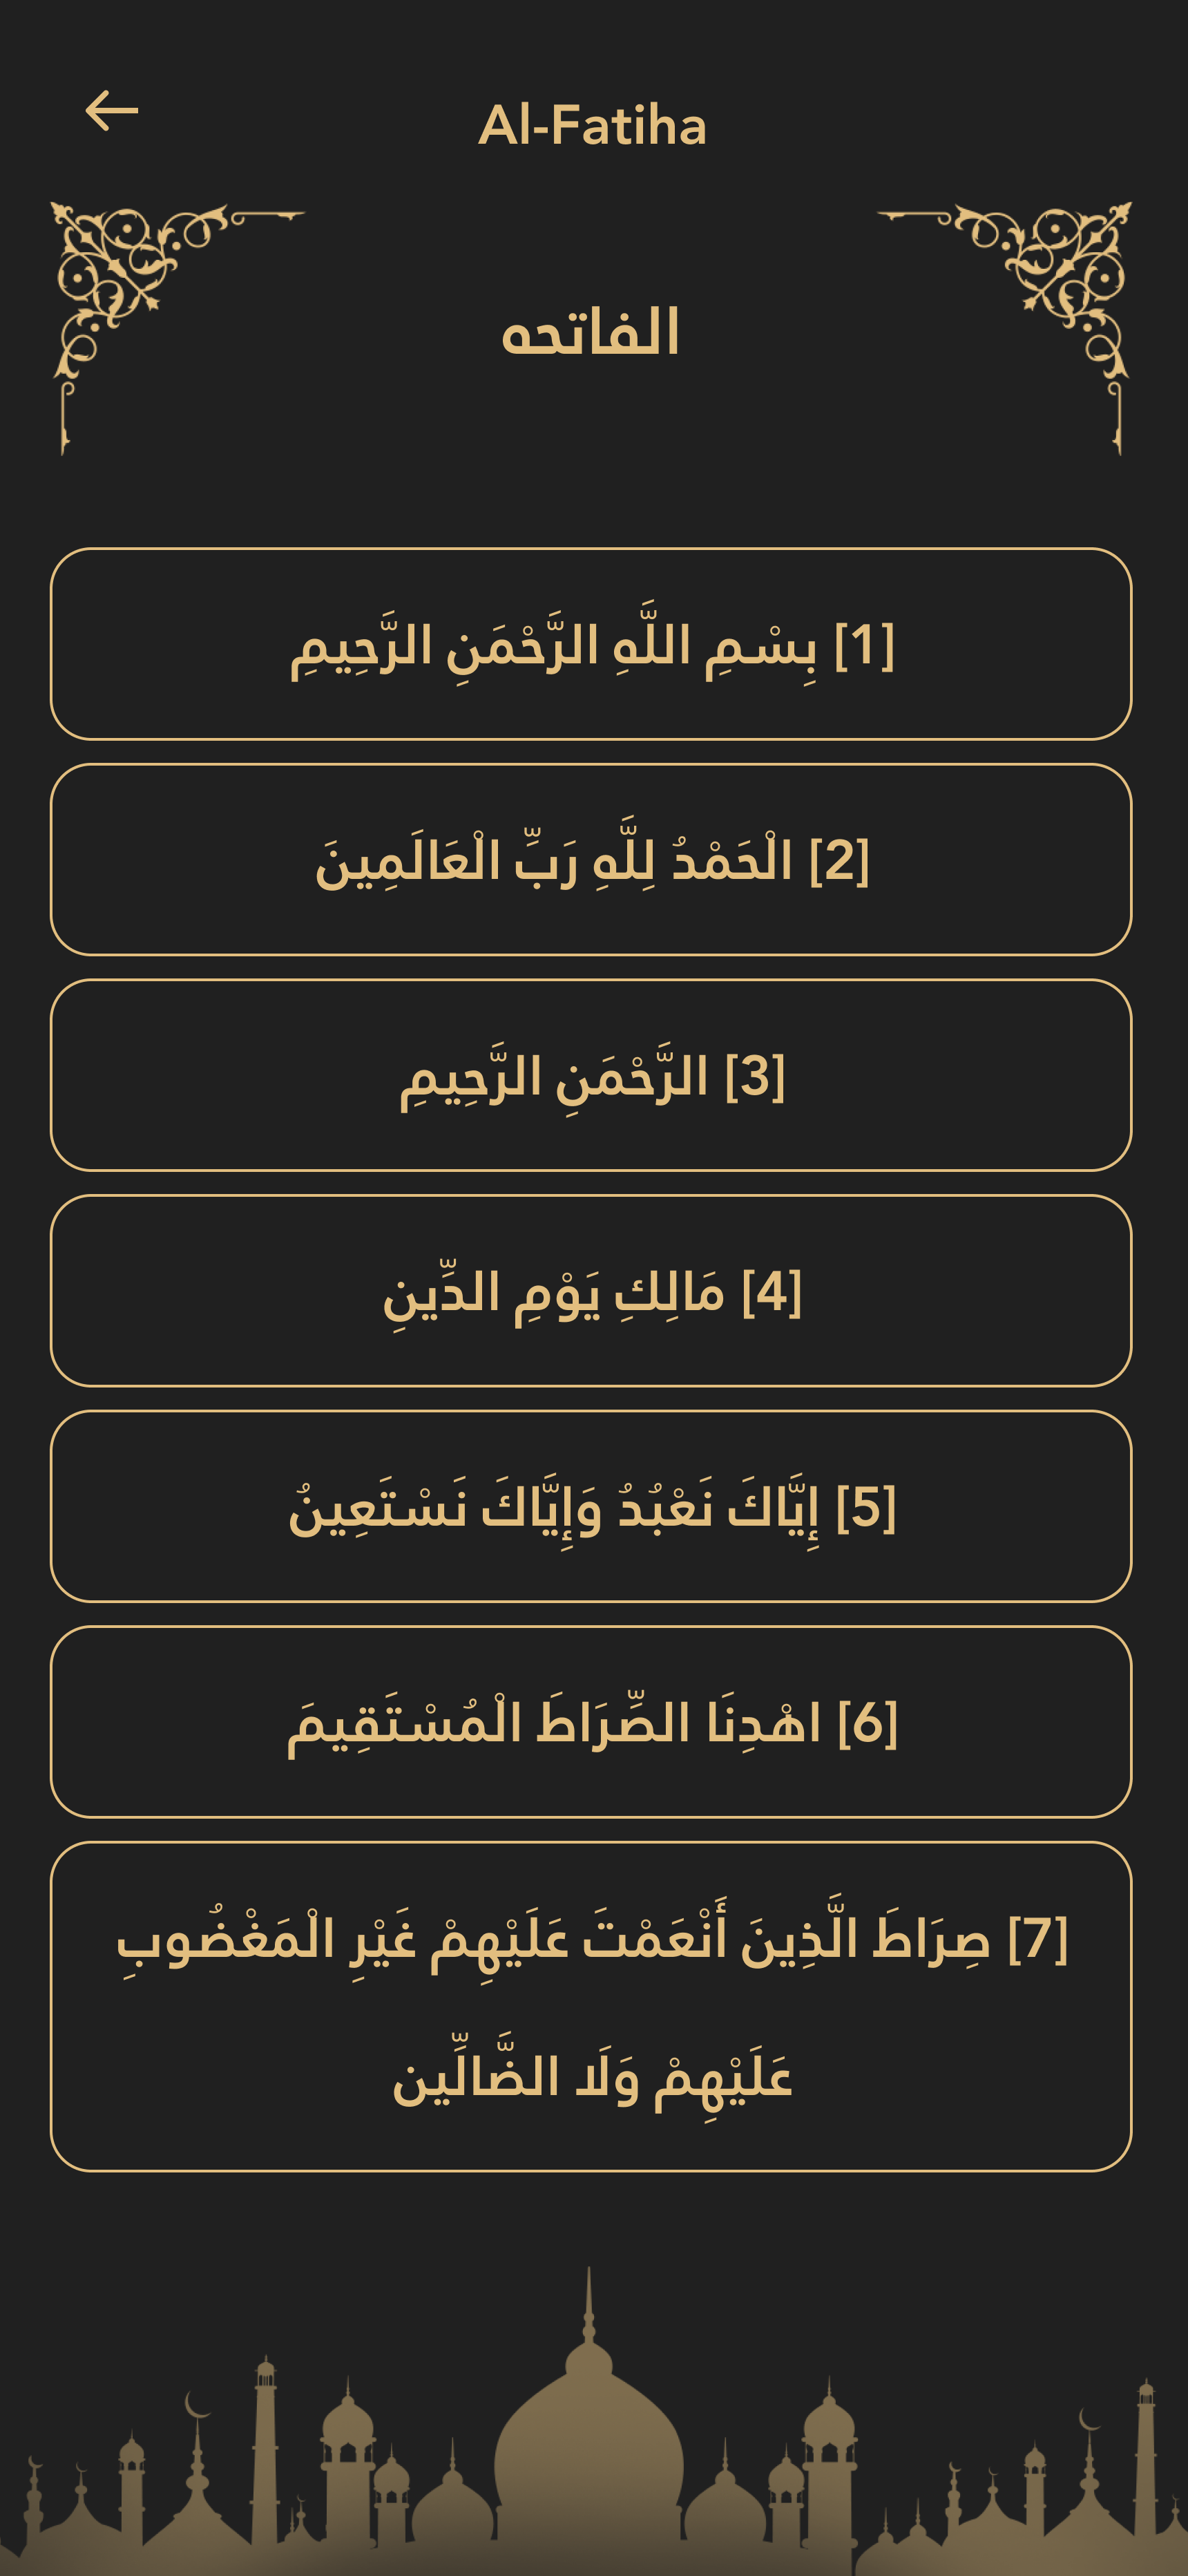 Al-Fatiha
الفاتحه
[1] بِسْمِ اللَّهِ الرَّحْمَنِ الرَّحِيمِ
[2] الْحَمْدُ لِلَّهِ رَبِّ الْعَالَمِينَ
[3] الرَّحْمَنِ الرَّحِيمِ
[4] مَالِكِ يَوْمِ الدِّينِ
[5] إِيَّاكَ نَعْبُدُ وَإِيَّاكَ نَسْتَعِينُ
[6] اهْدِنَا الصِّرَاطَ الْمُسْتَقِيمَ
[7] صِرَاطَ الَّذِينَ أَنْعَمْتَ عَلَيْهِمْ غَيْرِ الْمَغْضُوبِ
عَلَيْهِمْ وَلَا الضَّالِّين